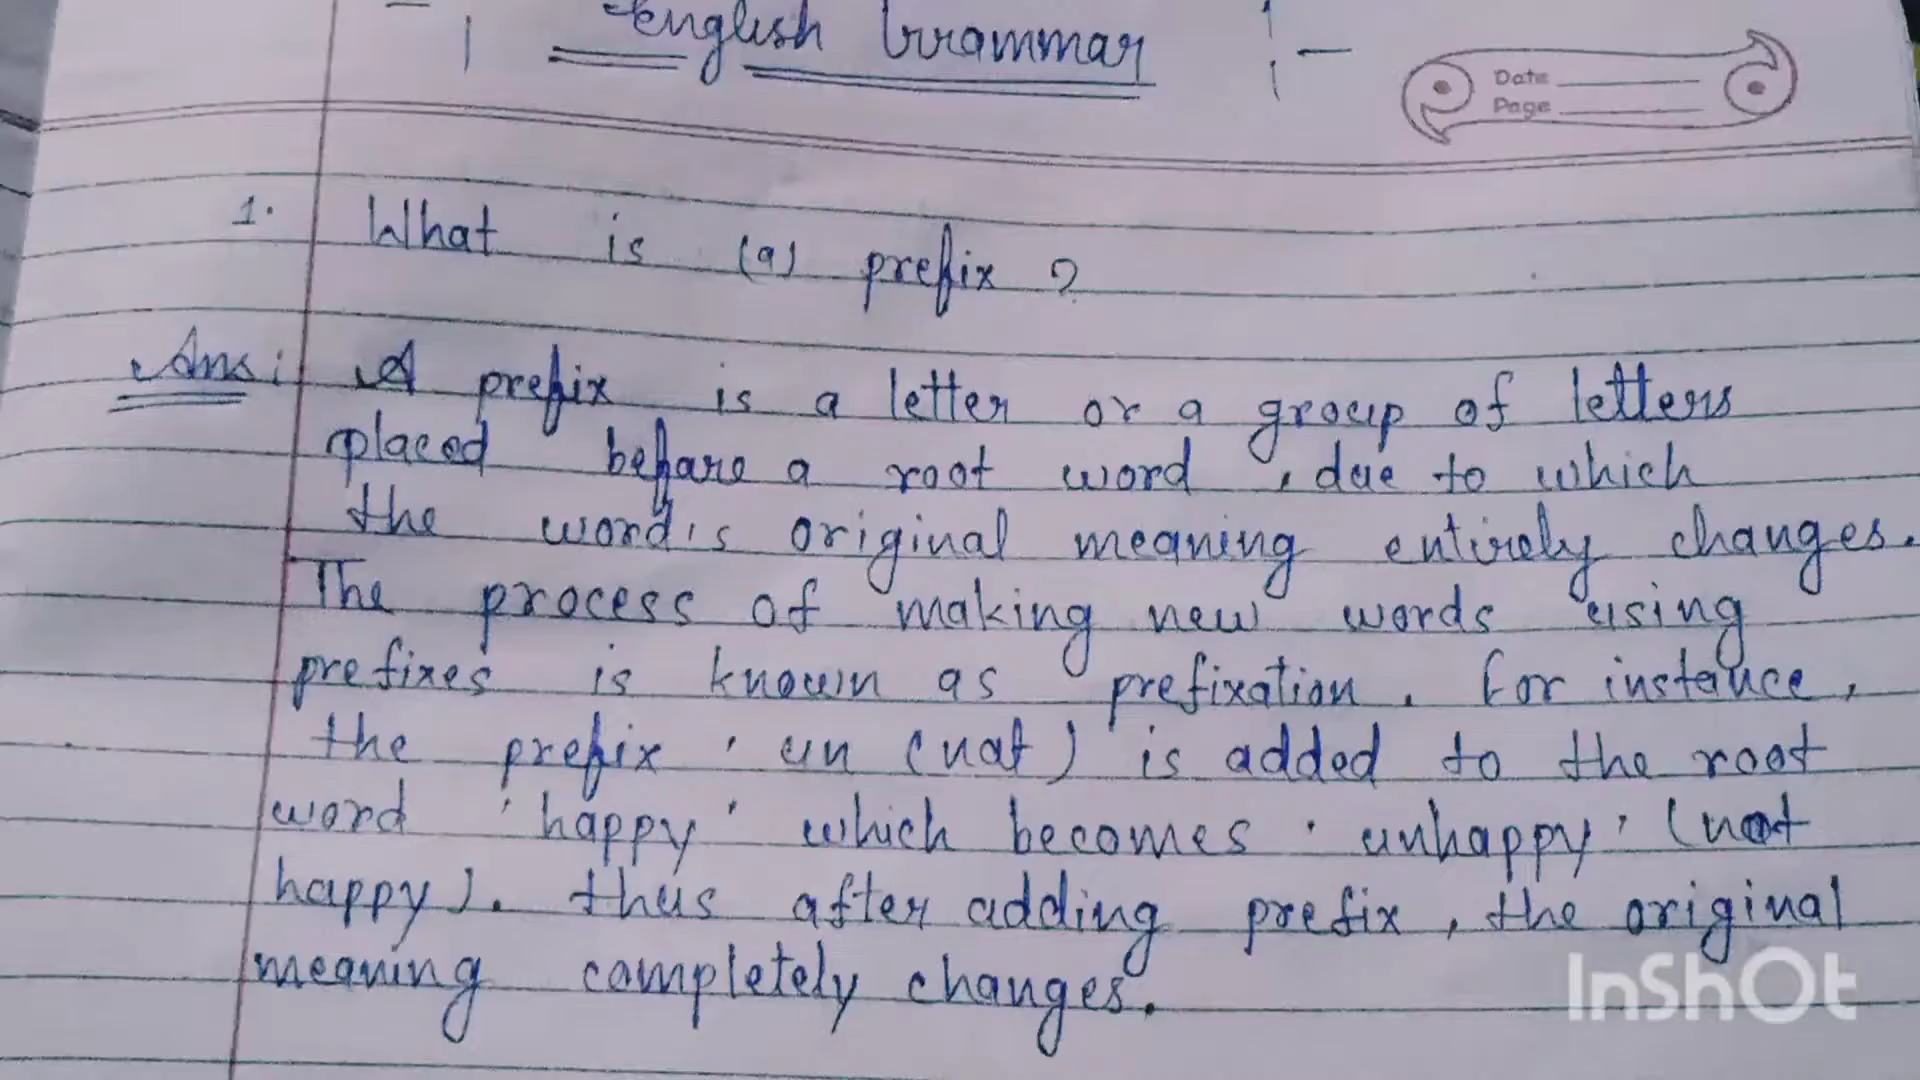 English Grammar
Date
Page
1. What is (a) prefix ?
Ans : A prefix is a letter or a group of letters
placed before a root word , due to which
the word's original meaning entirely changes.
The process of making new words using
prefixes is known as prefixation. For instance,
the prefix ' un (not) is added to the root
word 'happy' which becomes 'unhappy' (not
happy). thus after adding prefix , the original
meaning completely changes.
InShOt